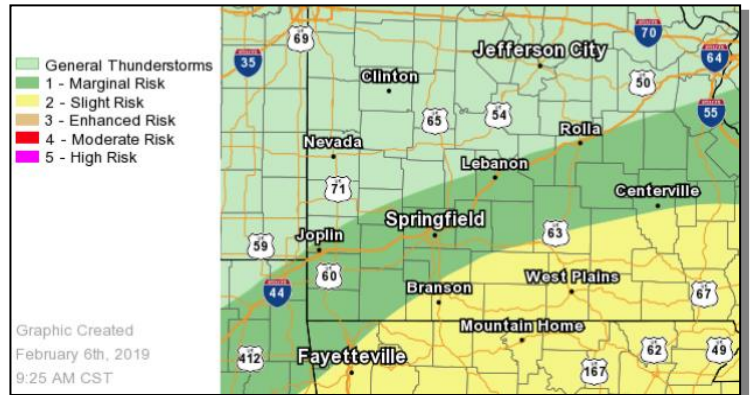 General Thunderstorms
1 - Marginal Risk
2 - Slight Risk
3 - Enhanced Risk
4 - Moderate Risk
5 - High Risk
Graphic Created
February 6th, 2019
9:25 AM CST
69
70
35
Jefferson City
64
Clinton
50
55
65
54
Rolla
Nevada
Lebanon
71
Centerville
Springfield
63
Joplin
59
60
West Plains
44
Branson
67
Mountain Home
412
Fayetteville
62
49
167